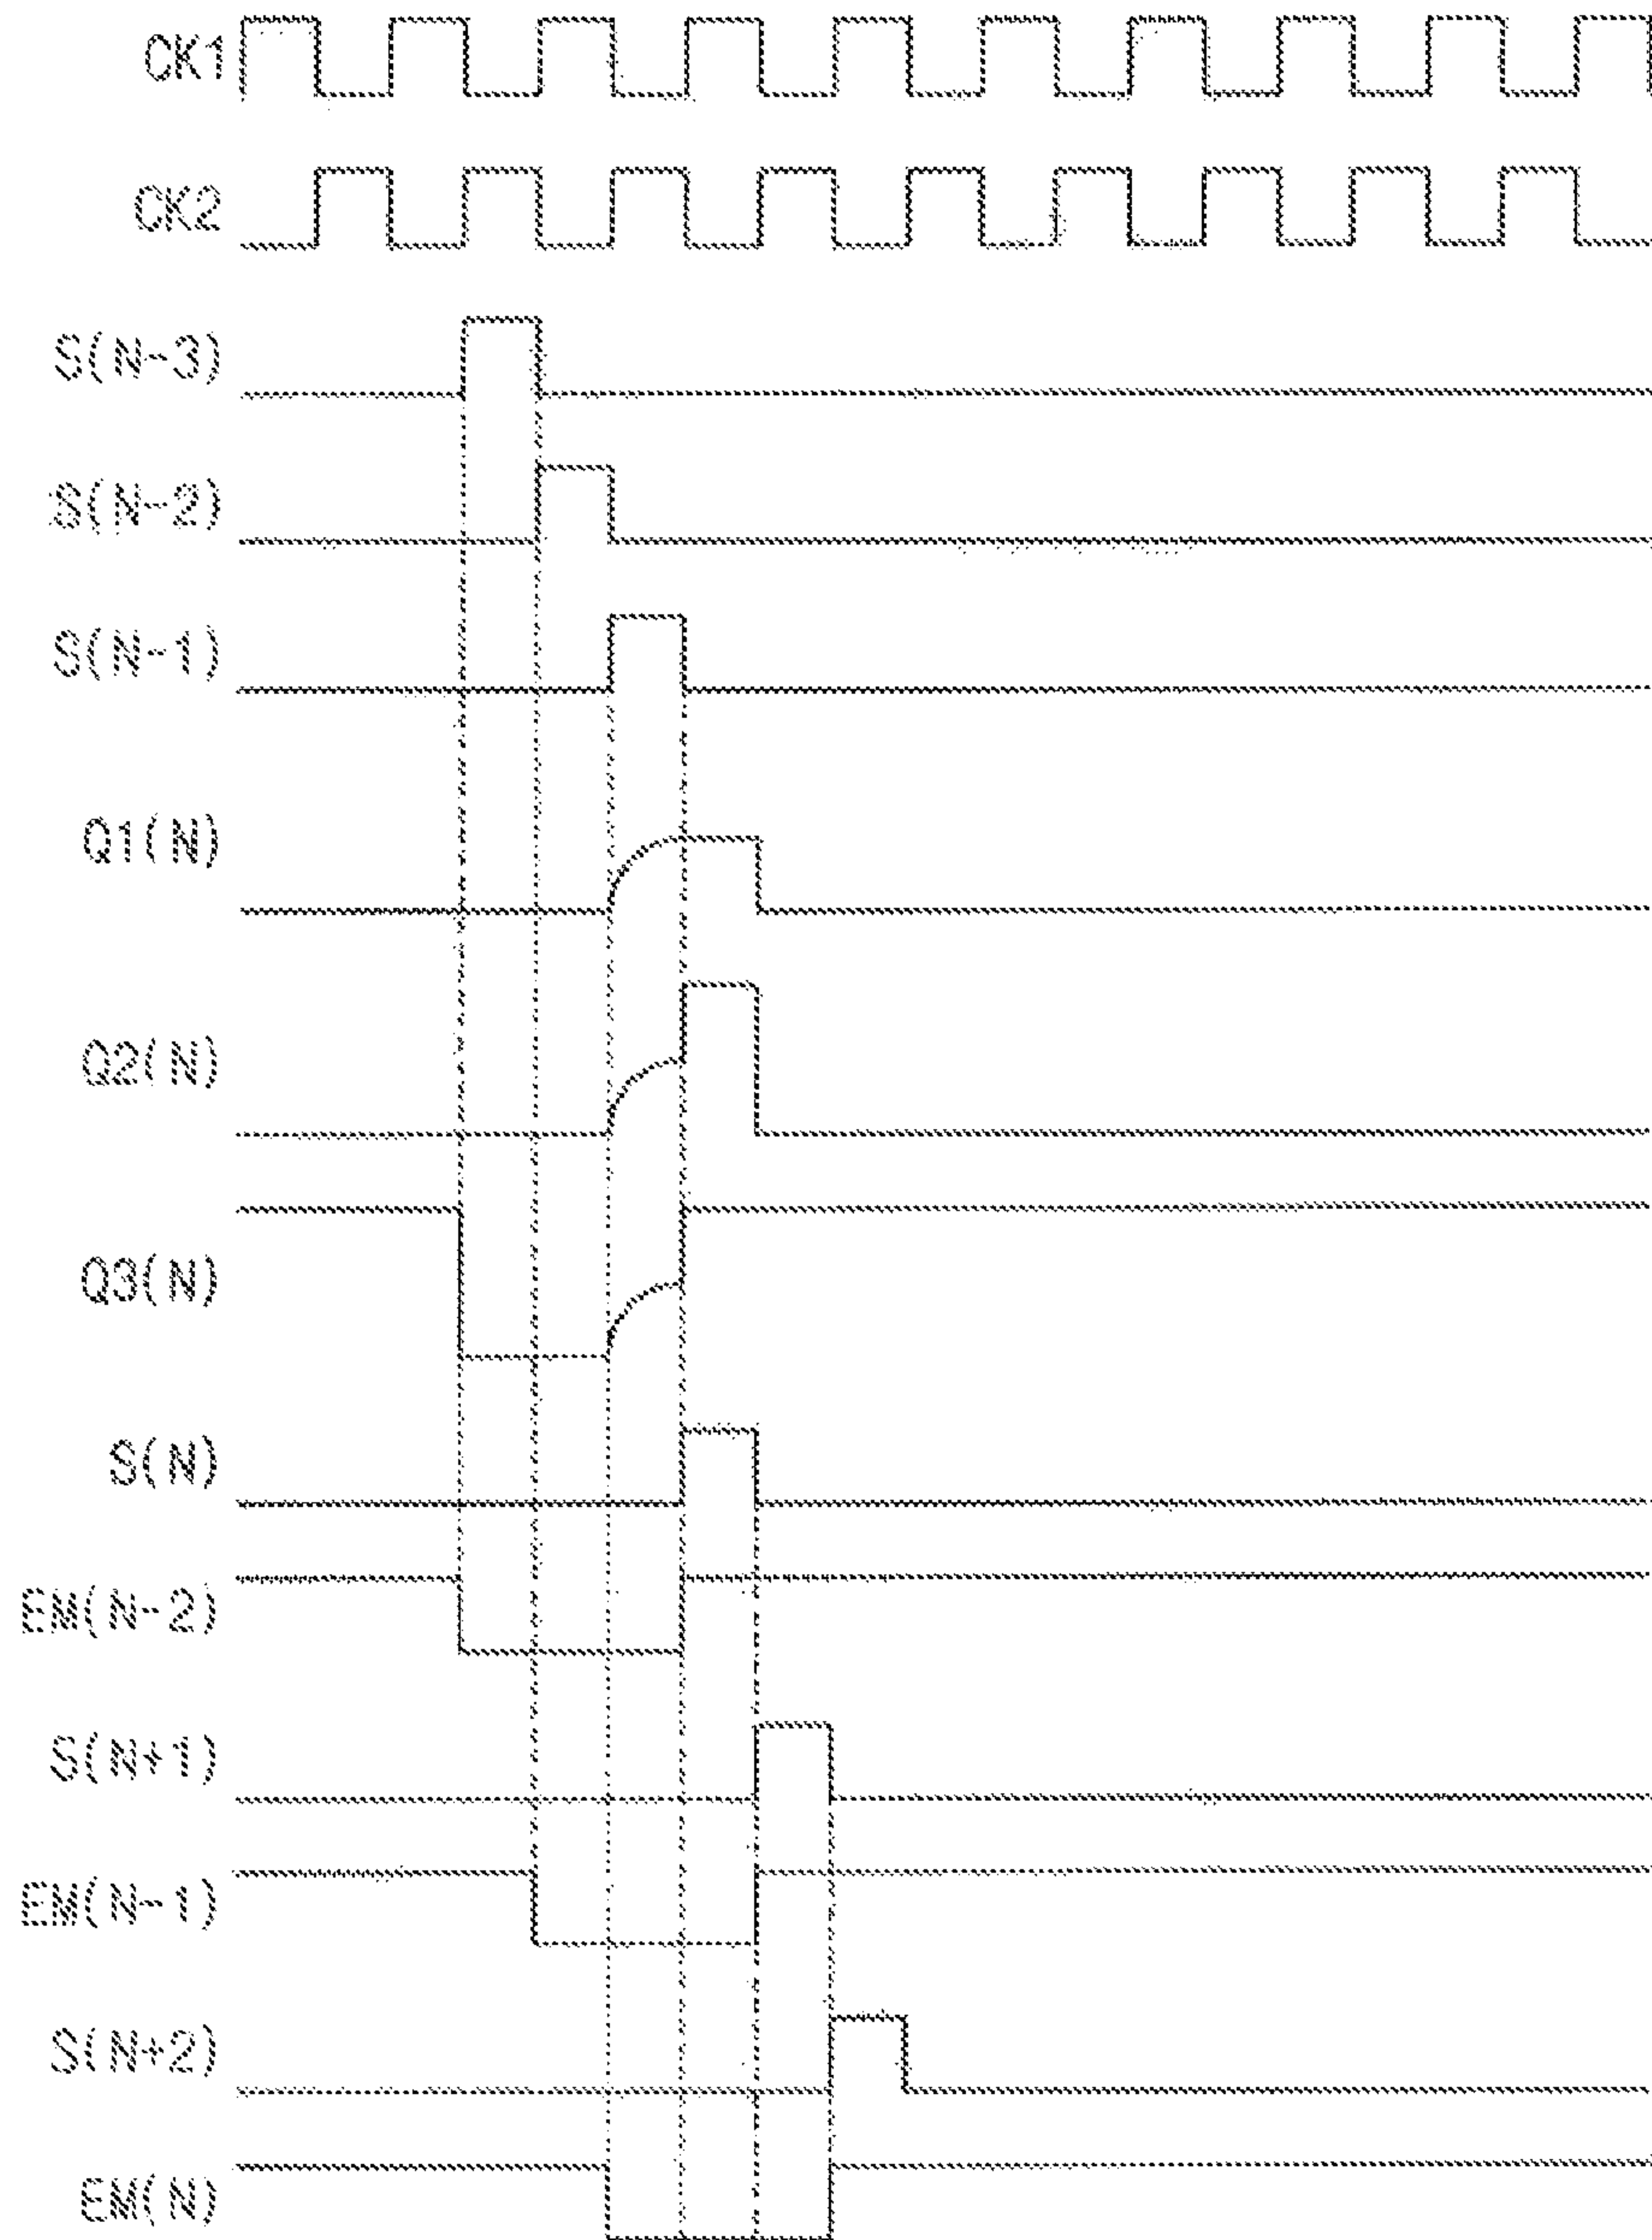 CK1
CK2
S(N-3)
S(N-2)
S(N-1)
Q1(N)
Q2(N)
Q3(N)
S(N)
EM(N-2)
S(N+1)
EM(N-1)
S(N+2)
EM(N)